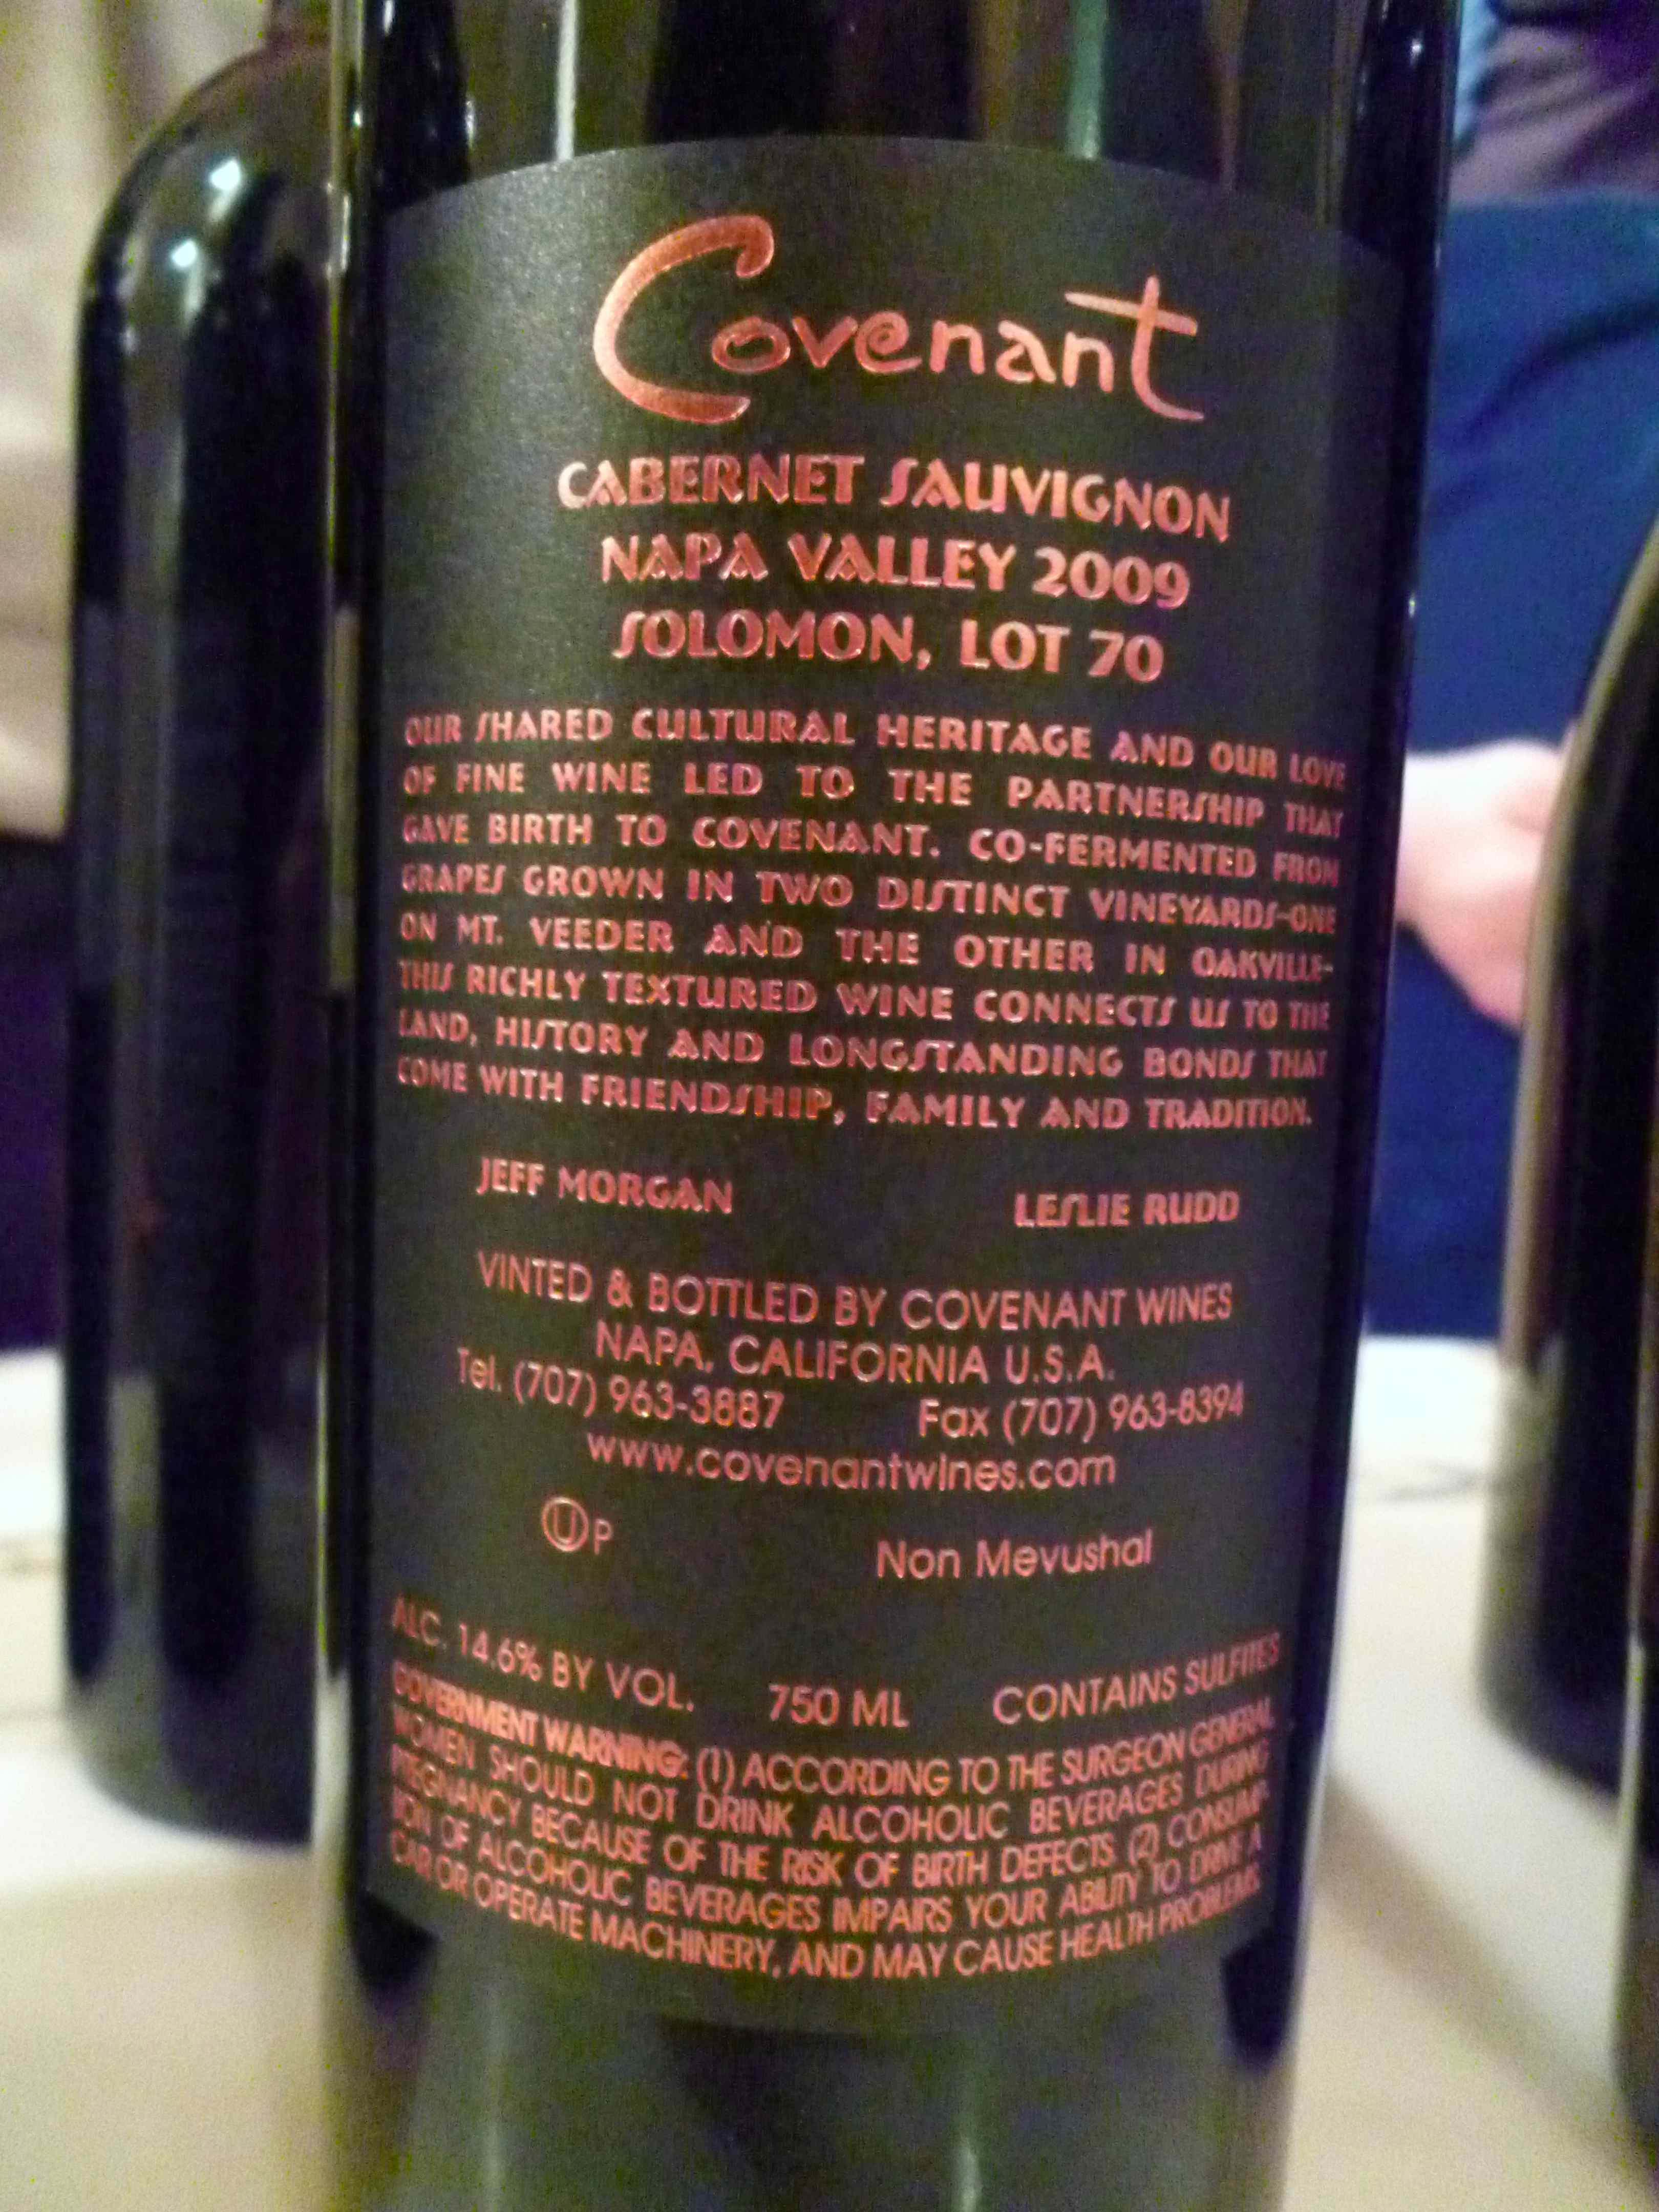 Covenant
CABERNET SAUVIGNON
NAPA VALLEY 2009
SOLOMON, LOT 70
OUR SHARED CULTURAL HERITAGE AND OUR LOVE
OF FINE WINE LED TO THE PARTNERSHIP THAT
GAVE BIRTH TO COVENANT. CO-FERMENTED FROM
GRAPES GROWN IN TWO DISTINCT VINEYARDS-ONE
ON MT. VEEDER AND THE OTHER IN OAKVILLE-
THIS RICHLY TEXTURED WINE CONNECTS US TO THE
LAND, HISTORY AND LONGSTANDING BONDS THAT
COME WITH FRIENDSHIP, FAMILY AND TRADITION.
JEFF MORGAN LESLIE RUDD
VINTED & BOTTLED BY COVENANT WINES
NAPA, CALIFORNIA U.S.A.
Tel. (707) 963-3887 Fax (707) 963-8394
www.covenantwines.com
Ⓤ P Non Mevushal
ALC. 14.6% BY VOL. 750 ML CONTAINS SULFITES
GOVERNMENT WARNING: (1) ACCORDING TO THE SURGEON GENERAL,
WOMEN SHOULD NOT DRINK ALCOHOLIC BEVERAGES DURING
PREGNANCY BECAUSE OF THE RISK OF BIRTH DEFECTS. (2) CONSUMP-
TION OF ALCOHOLIC BEVERAGES IMPAIRS YOUR ABILITY TO DRIVE A
CAR OR OPERATE MACHINERY, AND MAY CAUSE HEALTH PROBLEMS.